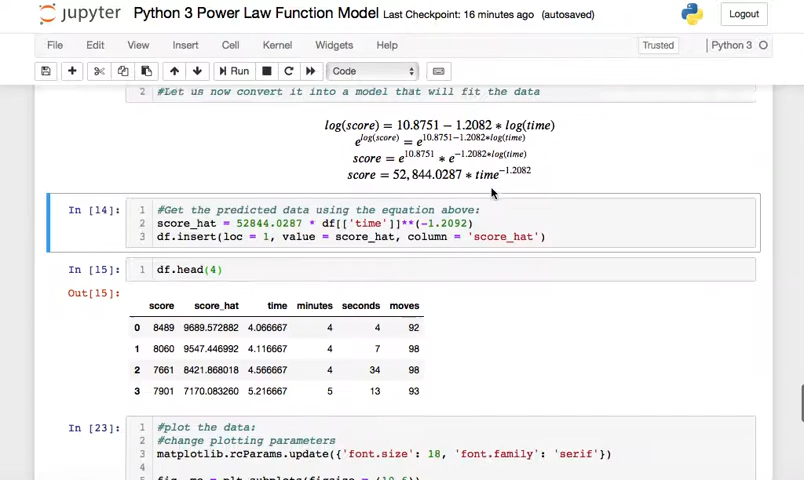 jupyter Python 3 Power Law Function Model Last Checkpoint: 16 minutes ago (autosaved) Logout
File Edit View Insert Cell Kernel Widgets Help Trusted Python 3
Run Code
2 #Let us now convert it into a model that will fit the data
log(score) = 10.8751 − 1.2082 * log(time)
e^log(score) = e^10.8751−1.2082*log(time)
score = e^10.8751 * e^−1.2082*log(time)
score = 52,844.0287 * time^−1.2082
In [14]: 1 #Get the predicted data using the equation above:
2 score_hat = 52844.0287 * df[['time']]**(-1.2092)
3 df.insert(loc = 1, value = score_hat, column = 'score_hat')
In [15]: 1 df.head(4)
Out[15]:
score score_hat time minutes seconds moves
0 8489 9689.572882 4.066667 4 4 92
1 8060 9547.446992 4.116667 4 7 98
2 7661 8421.868018 4.566667 4 34 98
3 7901 7170.083260 5.216667 5 13 93
In [23]: 1 #plot the data:
2 #change plotting parameters
3 matplotlib.rcParams.update({'font.size': 18, 'font.family': 'serif'})
4